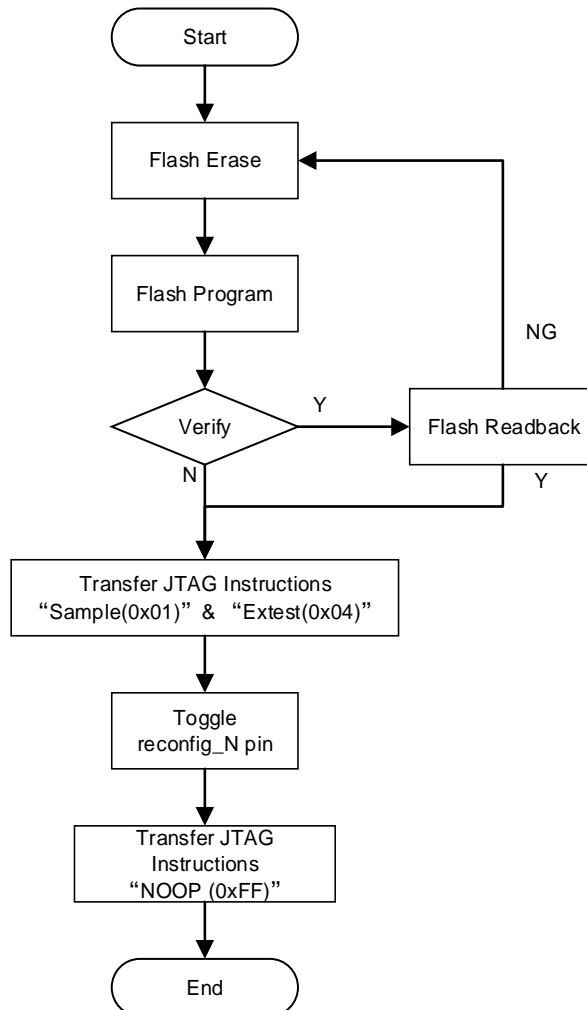 Start
Flash Erase
Flash Program
NG
Verify
Y
Flash Readback
N
Y
Transfer JTAG Instructions
“Sample(0x01)” & “Extest(0x04)”
Toggle
reconfig_N pin
Transfer JTAG
Instructions
“NOOP (0xFF)”
End